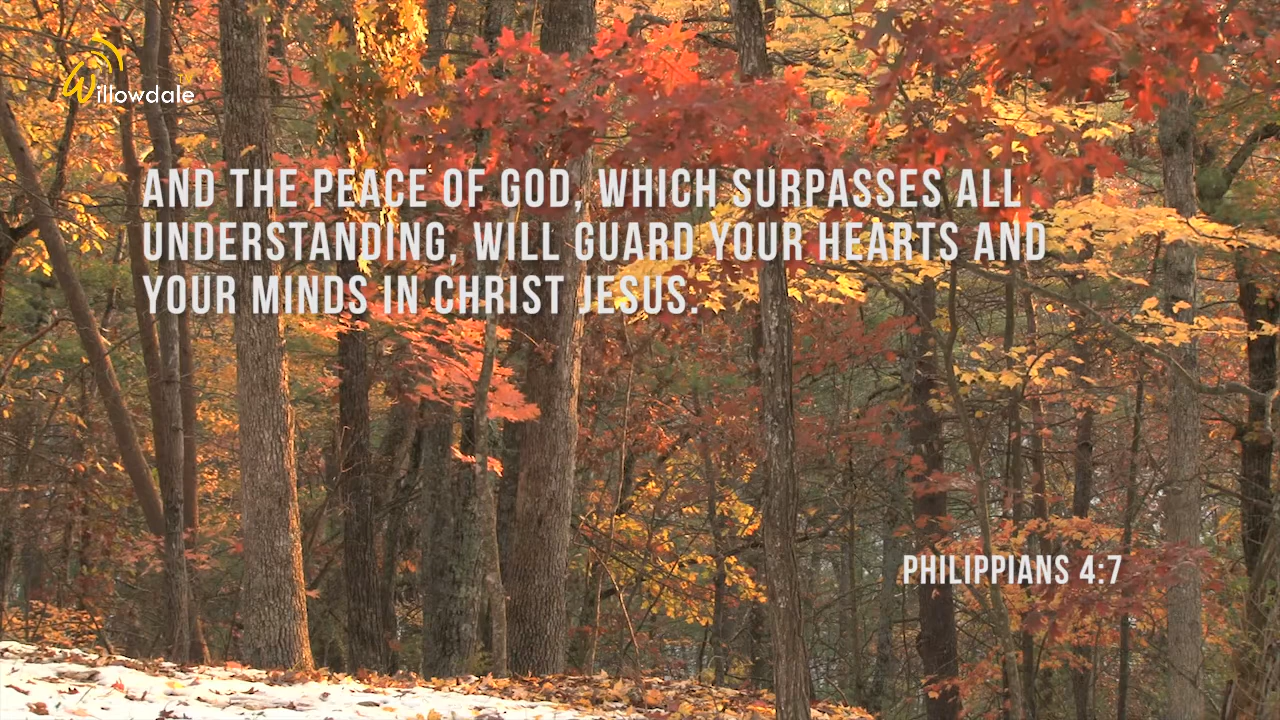 Willowdale
AND THE PEACE OF GOD, WHICH SURPASSES ALL
UNDERSTANDING, WILL GUARD YOUR HEARTS AND
YOUR MINDS IN CHRIST JESUS.
PHILIPPIANS 4:7